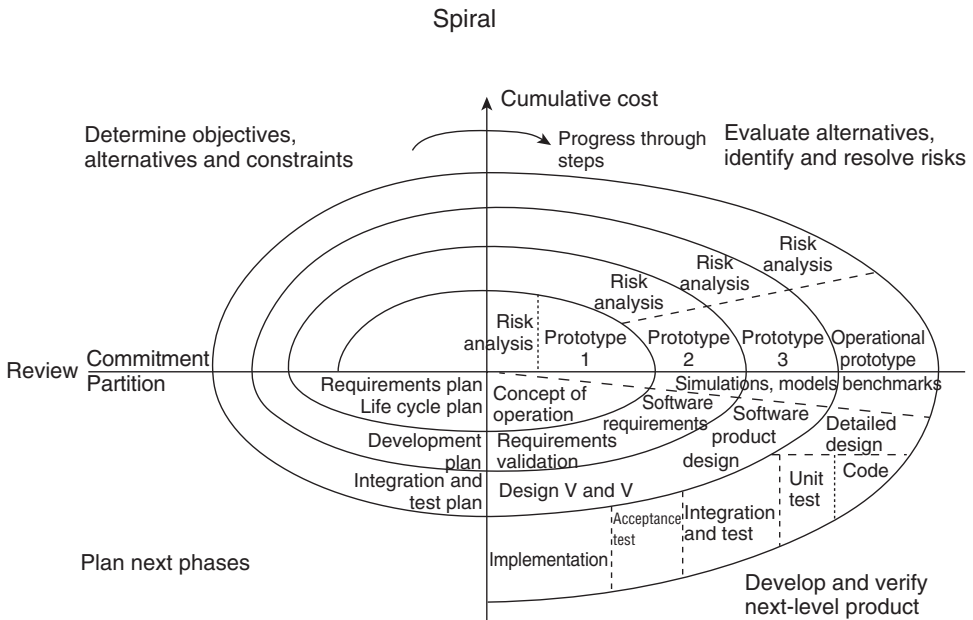 Spiral
Cumulative cost
Determine objectives,
alternatives and constraints
Progress through
steps
Evaluate alternatives,
identify and resolve risks
Risk
analysis
Risk
analysis
Risk
analysis
Risk
analysis
Prototype
1
Prototype
2
Prototype
3
Operational
prototype
Review
Commitment
Partition
Simulations, models benchmarks
Requirements plan
Life cycle plan
Concept of
operation
Software
requirements
Software
product
design
Detailed
design
Development
plan
Requirements
validation
Integration and
test plan
Design V and V
Unit
test
Code
Acceptance
test
Integration
and test
Implementation
Plan next phases
Develop and verify
next-level product